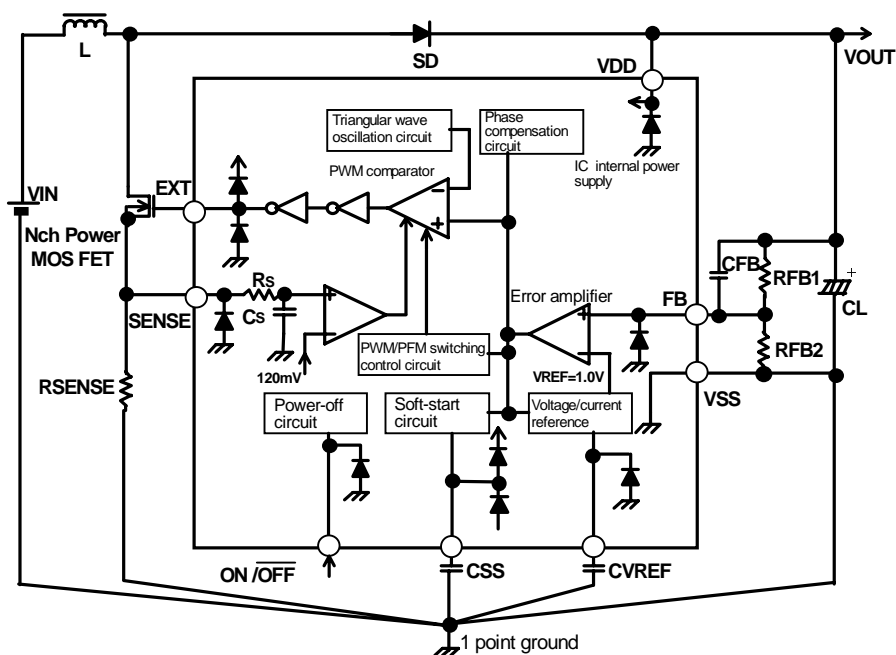 L
SD
VDD
VOUT
Triangular wave
oscillation circuit
Phase
compensation
circuit
IC internal power
supply
PWM comparator
EXT
VIN
Nch Power
MOS FET
−
+
RS
CS
SENSE
+
−
120mV
PWM/PFM switching
control circuit
Error amplifier
+
−
FB
CFB
RFB1
+
CL
RFB2
VREF=1.0V
VSS
RSENSE
Power-off
circuit
Soft-start
circuit
Voltage/current
reference
ON /OFF
CSS
CVREF
1 point ground